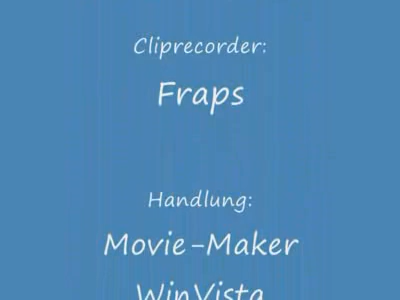 Cliprecorder:
Fraps
Handlung:
Movie-Maker
WinVista